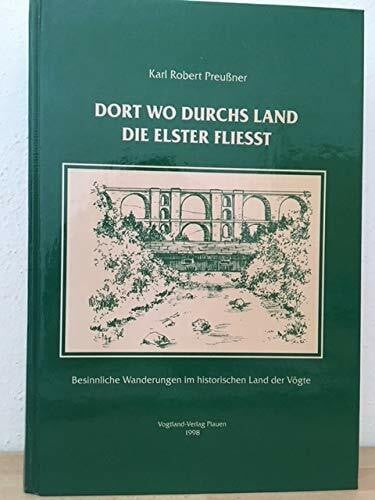 Karl Robert Preußner
DORT WO DURCHS LAND
DIE ELSTER FLIESST
Besinnliche Wanderungen im historischen Land der Vögte
Vogtland-Verlag Plauen
1998